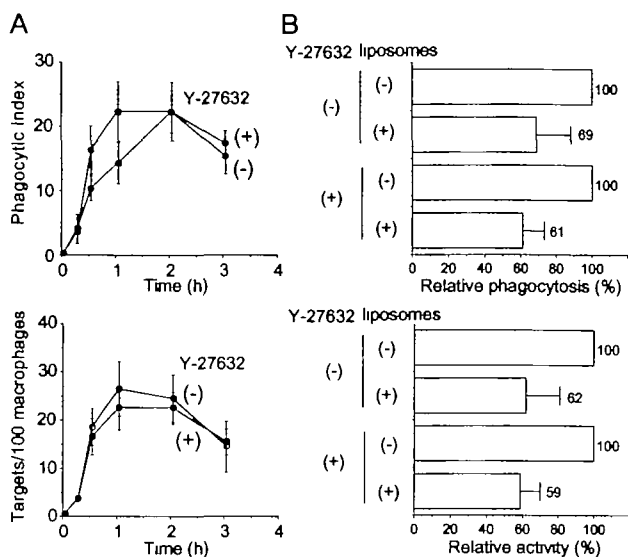 A
B
Phagocytic index
30
20
10
0
Y-27632
(+)
(-)
0 1 2 3 4
Time (h)
Y-27632 liposomes
(-)
(-)
100
(+)
69
(+)
(-)
100
(+)
61
0 20 40 60 80 100
Relative phagocytosis (%)
Targets/100 macrophages
40
30
20
10
0
Y-27632
(-)
(+)
0 1 2 3 4
Time (h)
Y-27632 liposomes
(-)
(-)
100
(+)
62
(+)
(-)
100
(+)
59
0 20 40 60 80 100
Relative activity (%)